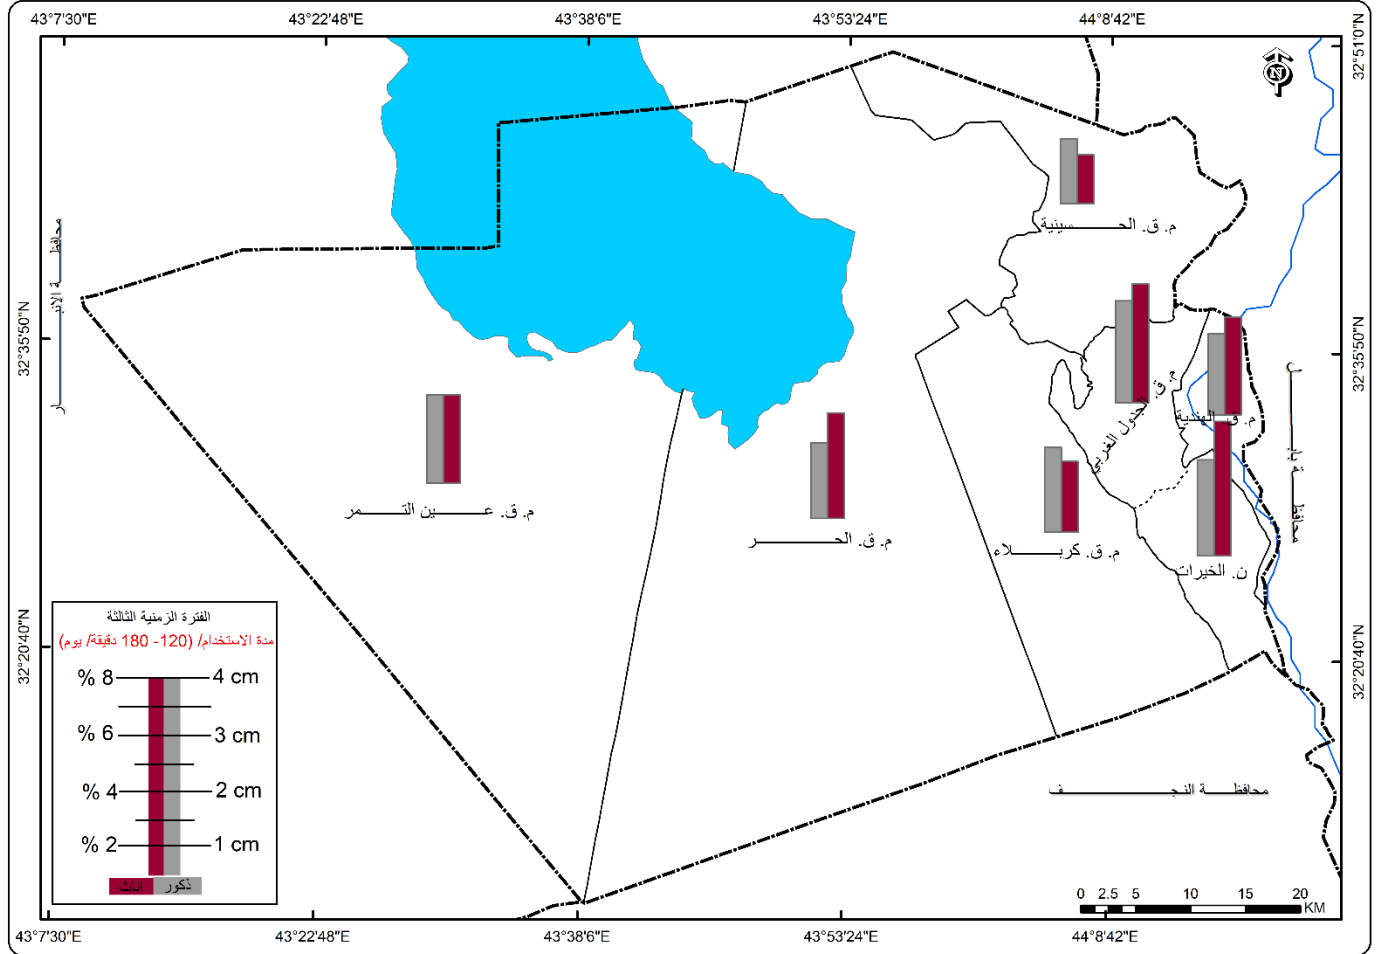 43°7'30"E
43°22'48"E
43°38'6"E
43°53'24"E
44°8'42"E
32°51'0"N
N
م. ق. الحسينية
محافظة الانبار
32°35'50"N
32°35'50"N
م. ق. الجدول الغربي
م. ق. الهندية
محافظة بابل
م. ق. عين التمر
م. ق. الحر
م. ق. كربلاء
ن. الخيرات
32°20'40"N
32°20'40"N
الفترة الزمنية الثالثة
مدة الاستخدام/ (120- 180 دقيقة/ يوم)
% 8 4 cm
% 6 3 cm
% 4 2 cm
% 2 1 cm
اناث ذكور
محافظة النجف
0 2.5 5 10 15 20
KM
43°7'30"E
43°22'48"E
43°38'6"E
43°53'24"E
44°8'42"E